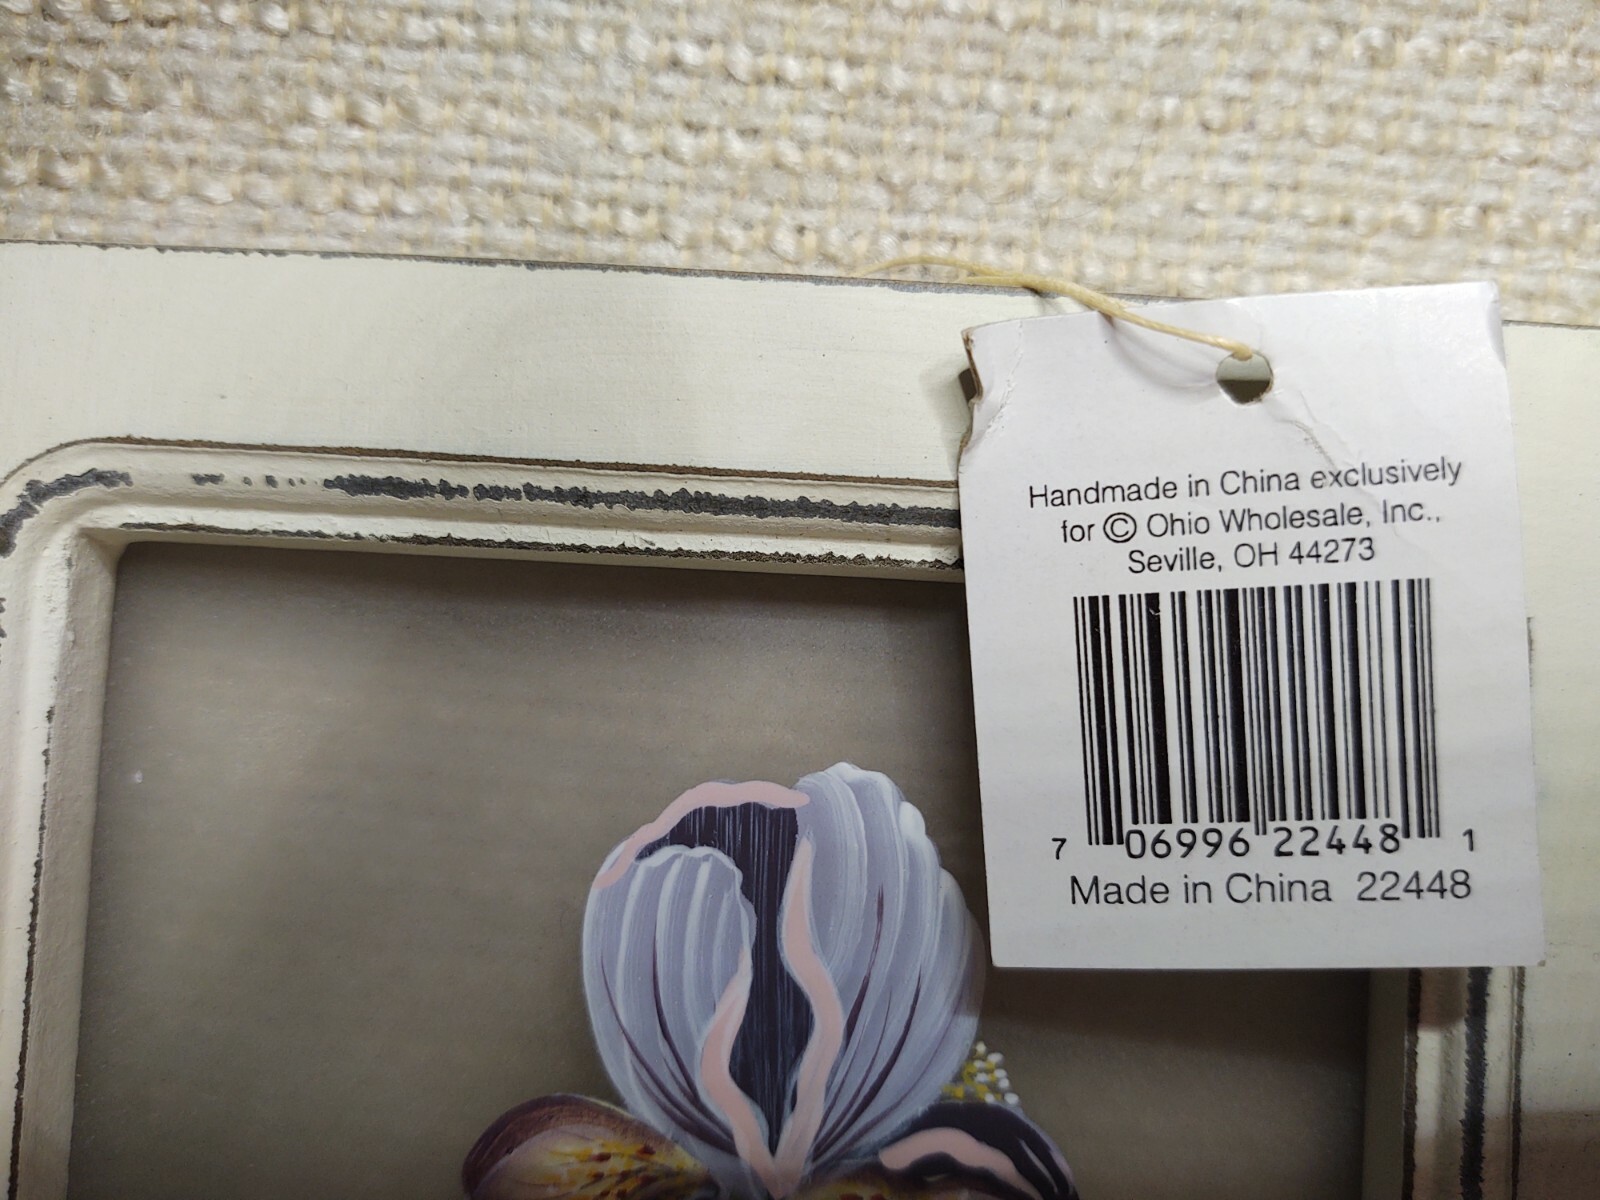 Handmade in China exclusively
for © Ohio Wholesale, Inc.,
Seville, OH 44273
7 06996 22448 1
Made in China 22448